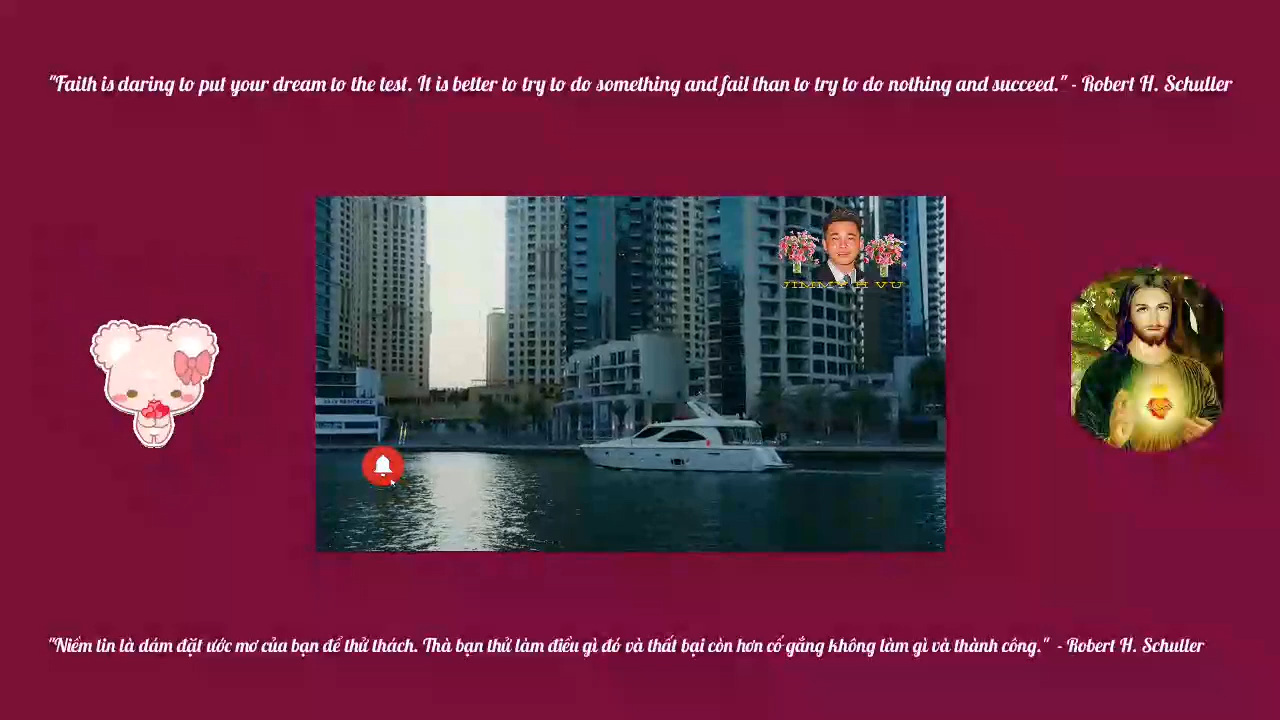 "Faith is daring to put your dream to the test. It is better to try to do something and fail than to try to do nothing and succeed." - Robert H. Schuller
JIMMY H VU
"Niềm tin là dám đặt ước mơ của bạn để thử thách. Thà bạn thử làm điều gì đó và thất bại còn hơn cố gắng không làm gì và thành công." - Robert H. Schuller